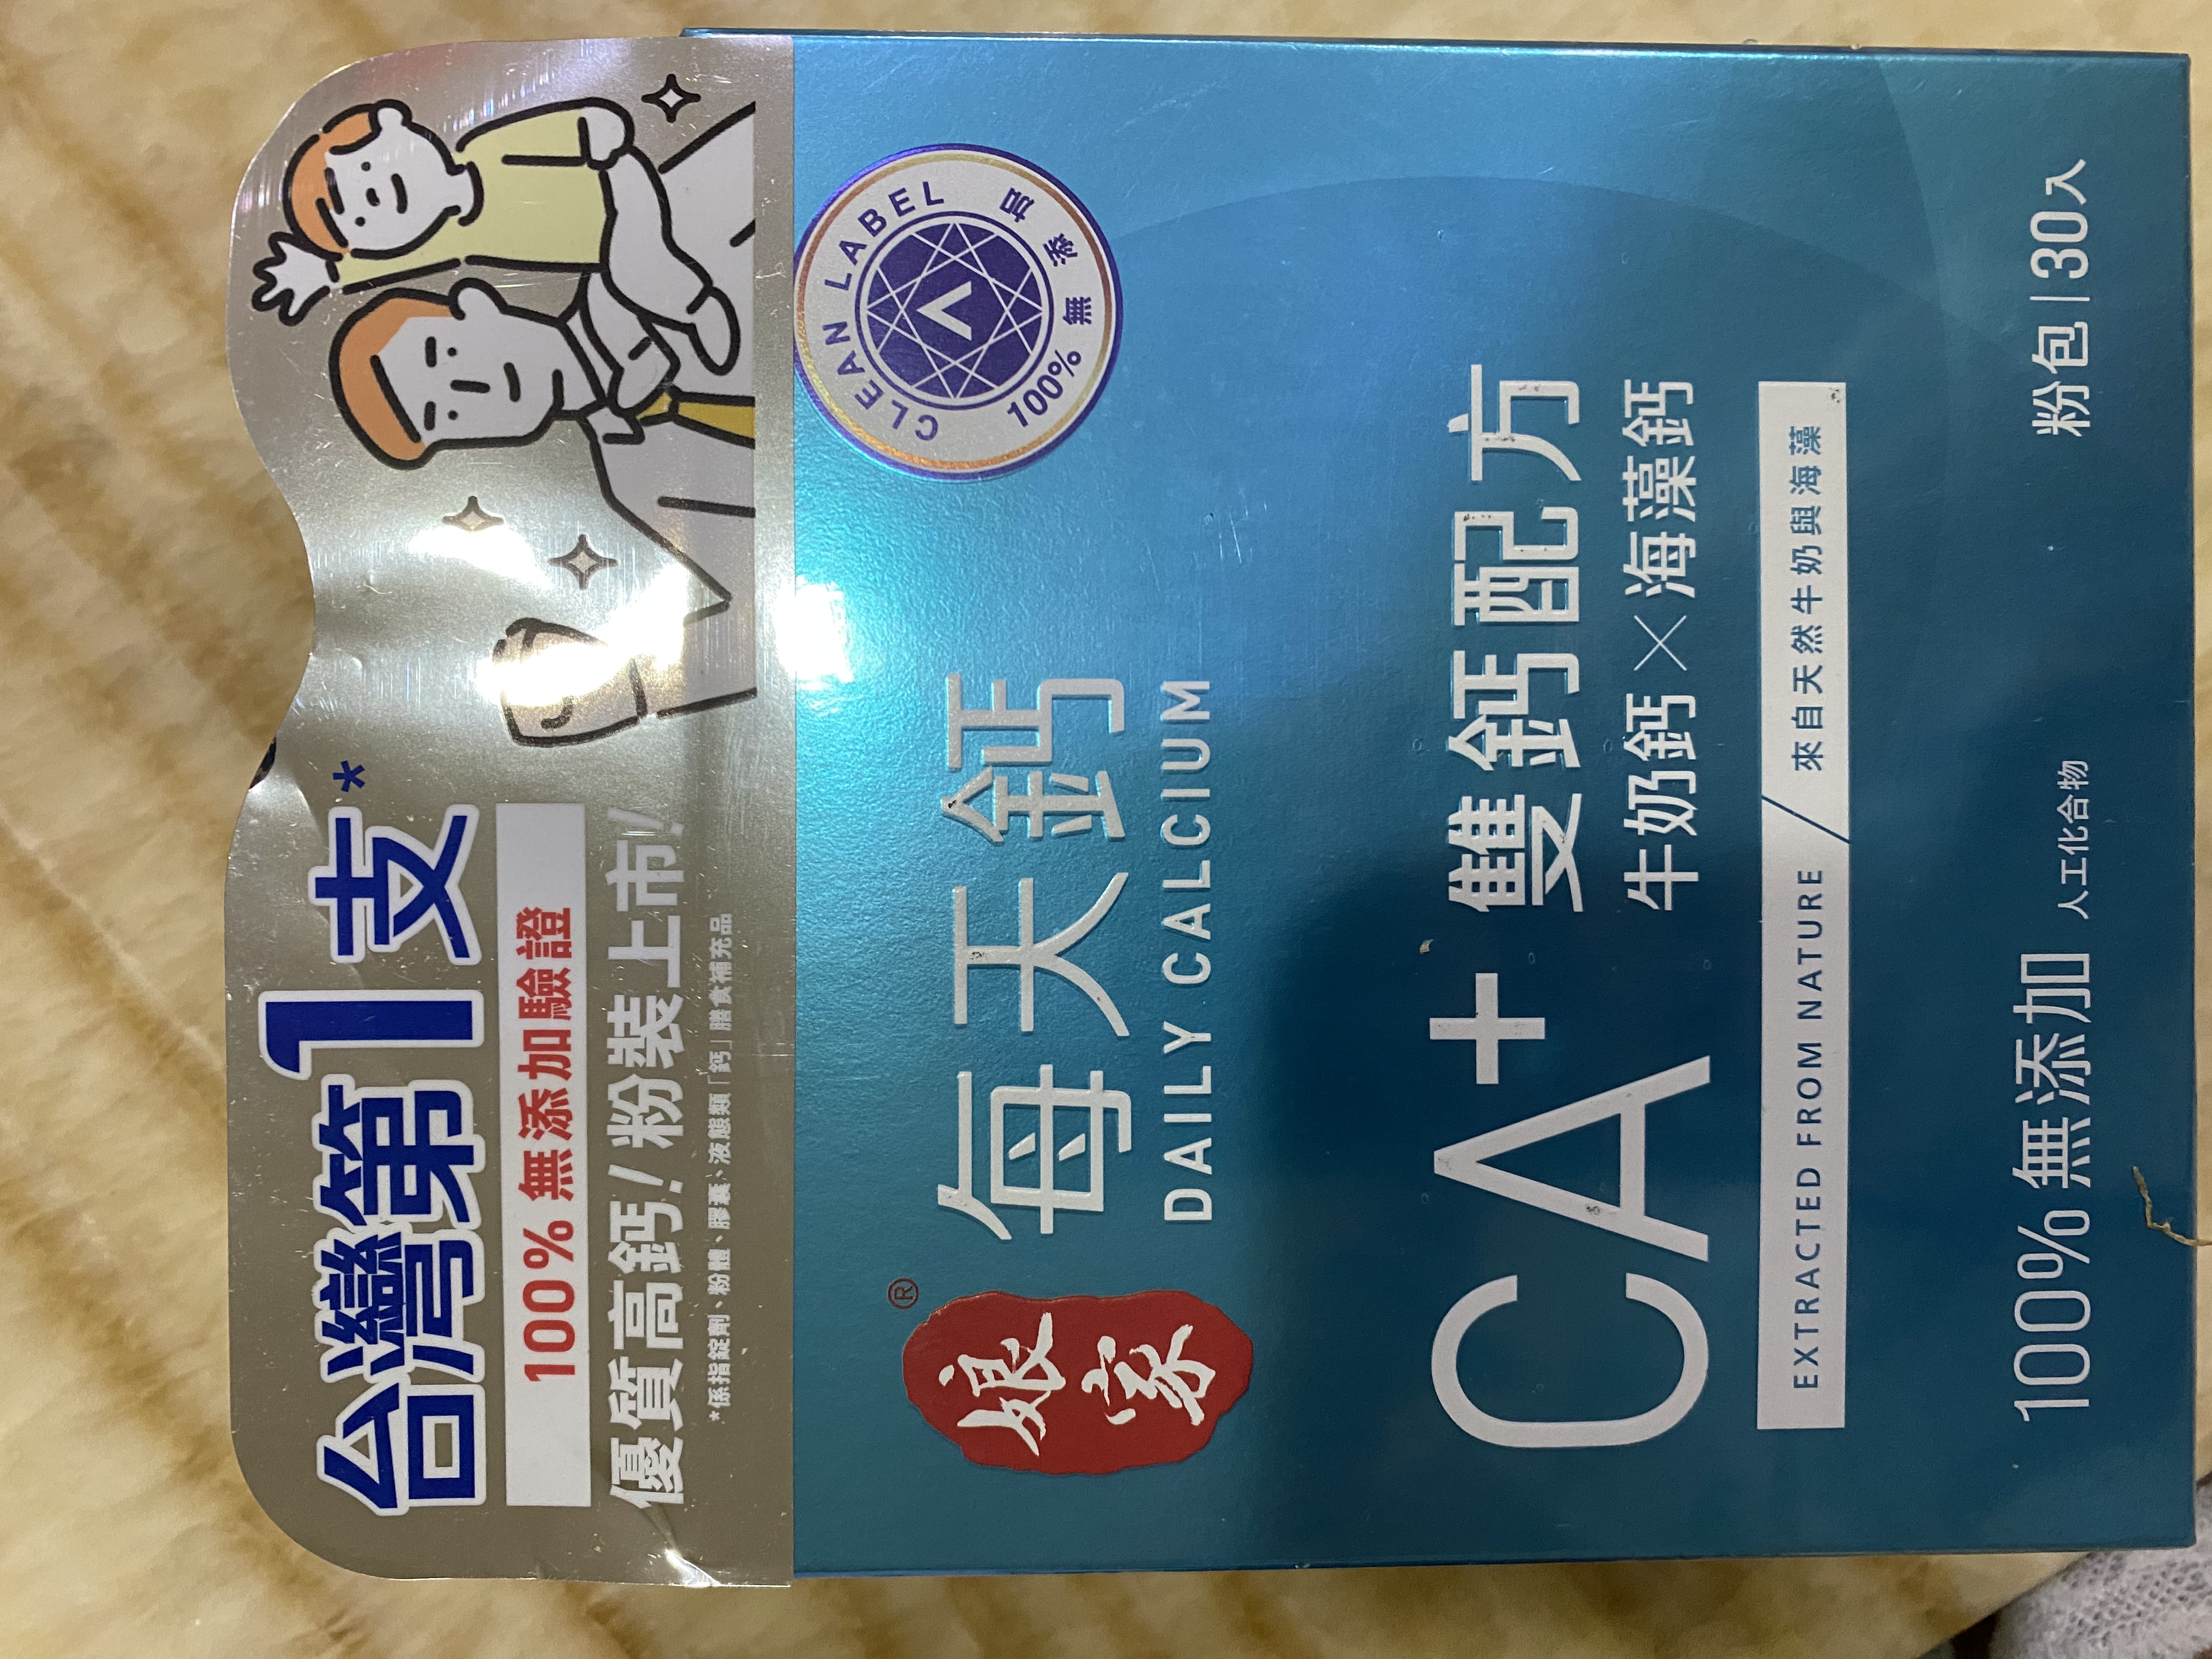 台灣第1支*
100% 無添加驗證
優質高鈣！粉裝上市！
*係指錠劑、粉體、膠囊、液態類「鈣」膳食補充品
CLEAN LABEL
100% 無添加
娘家®
每天鈣
DAILY CALCIUM
CA+ 雙鈣配方
牛奶鈣×海藻鈣
EXTRACTED FROM NATURE / 來自天然牛奶與海藻
100% 無添加 人工化合物
粉包|30入